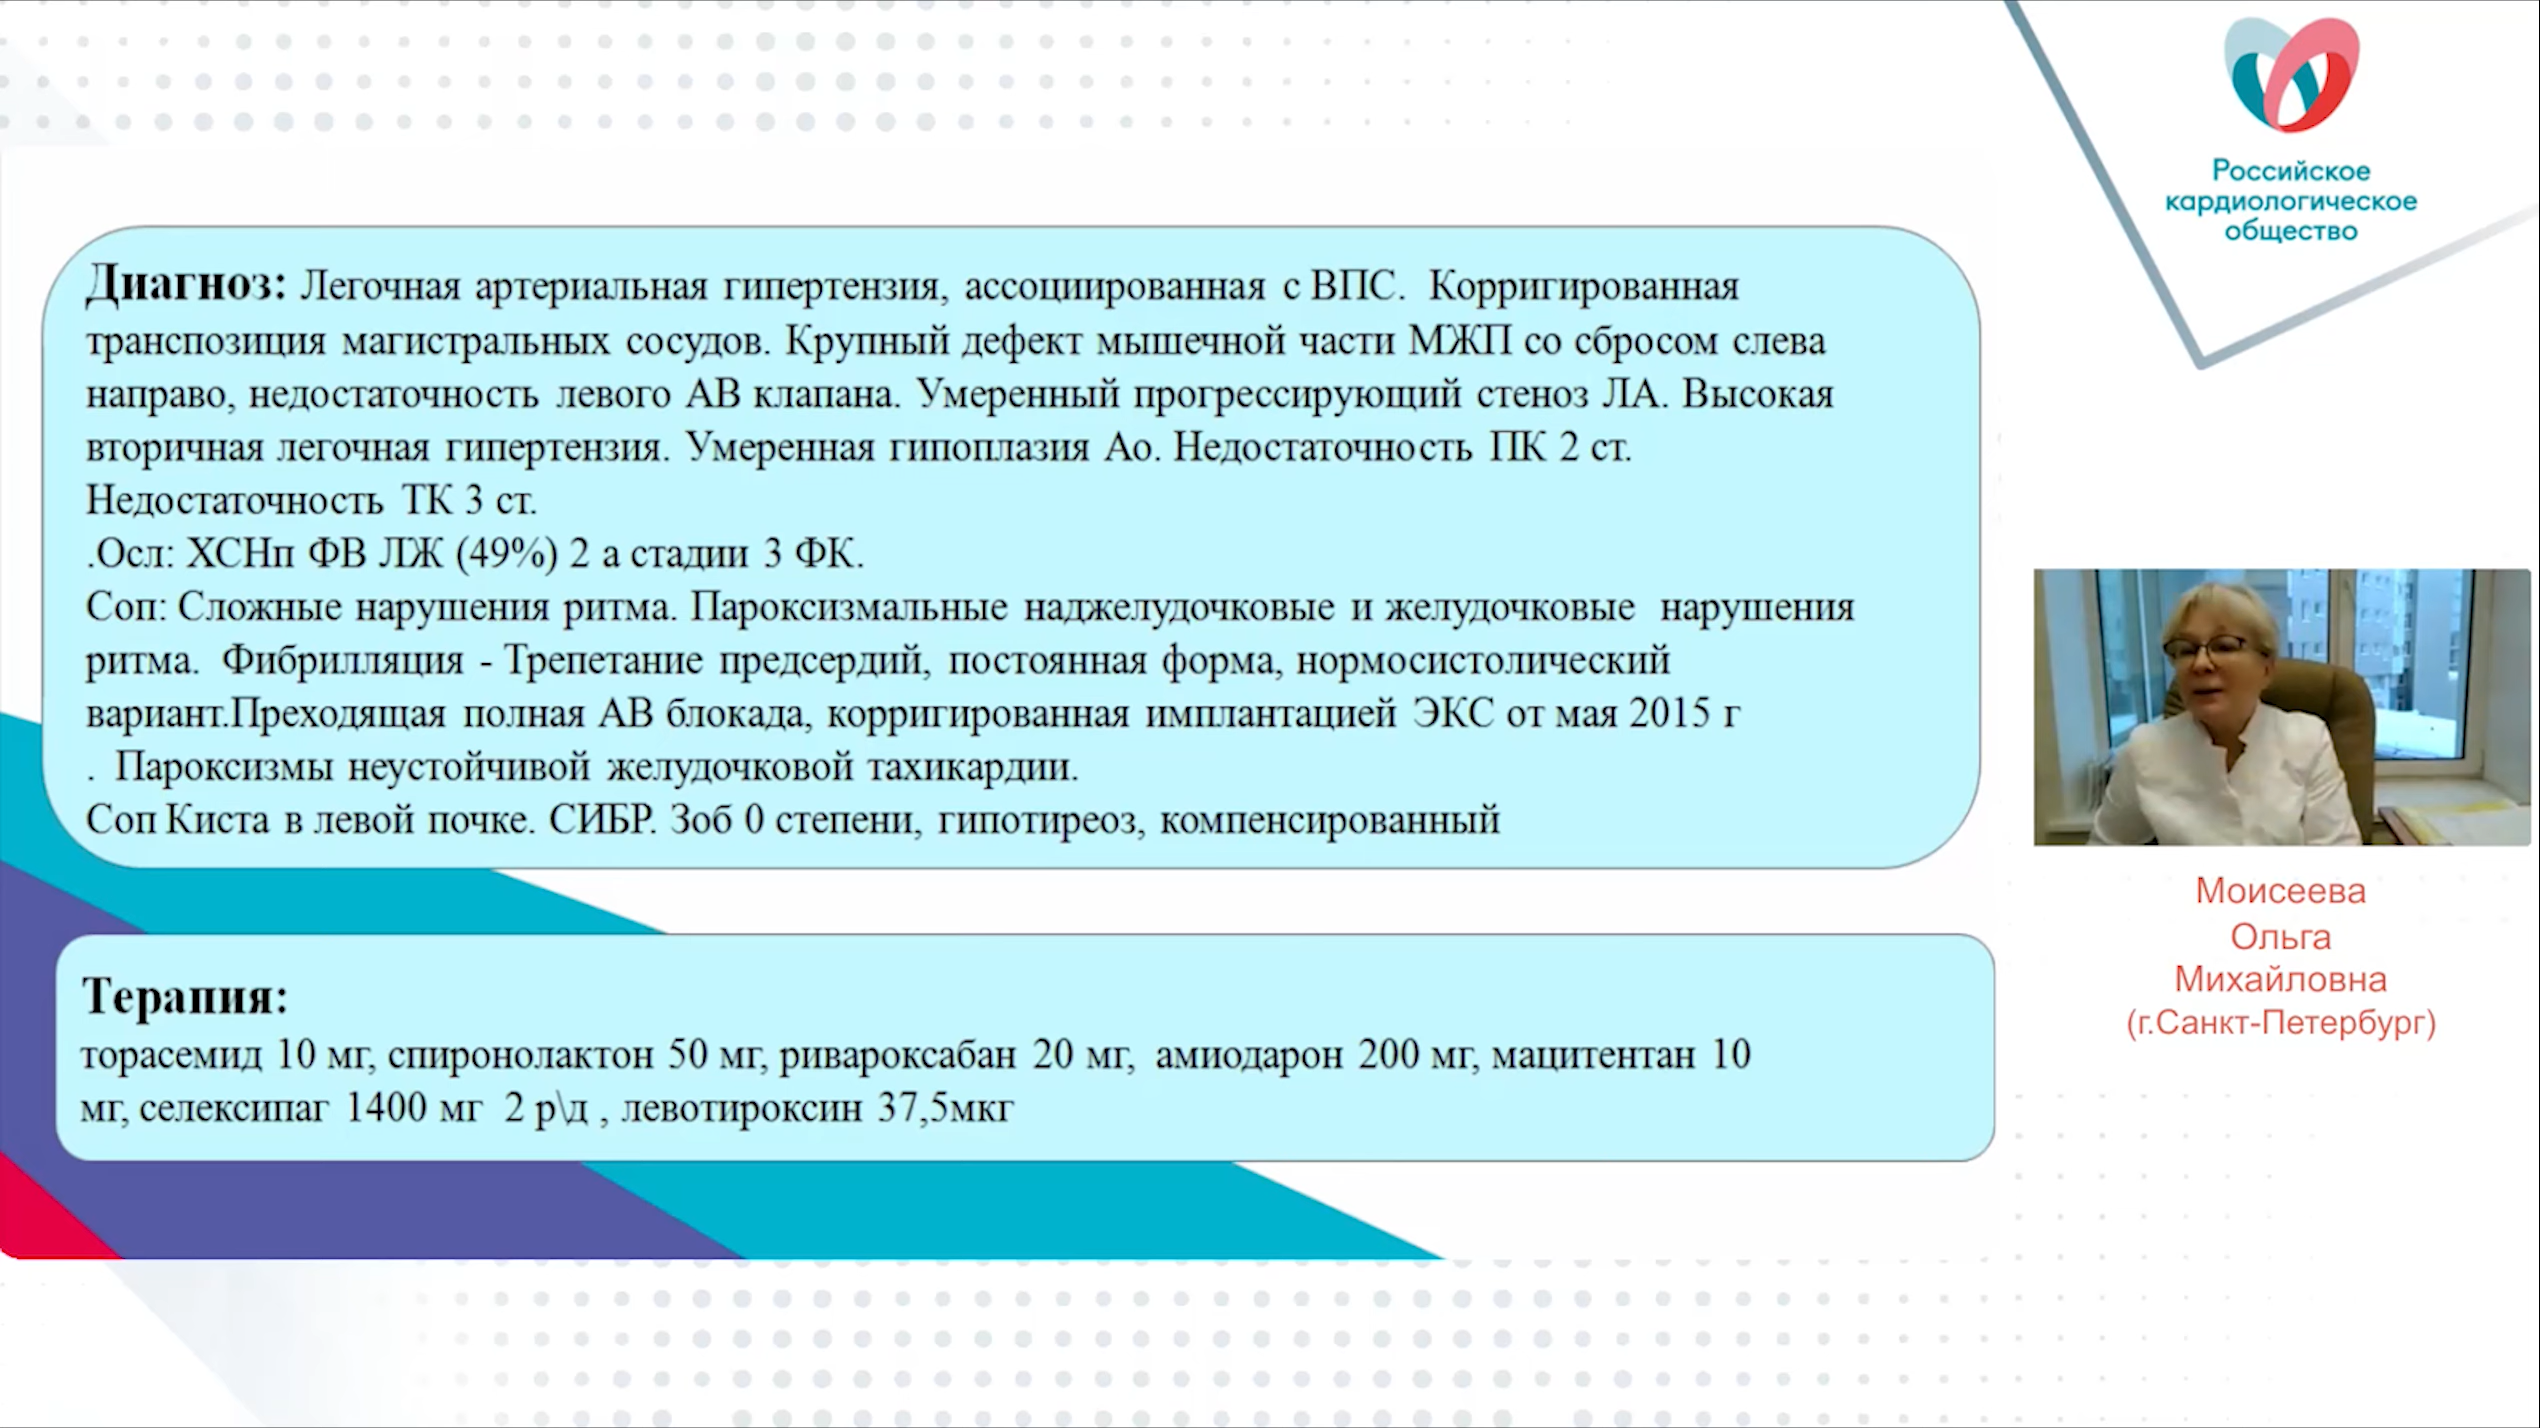 Российское
кардиологическое
общество
Диагноз: Легочная артериальная гипертензия, ассоциированная с ВПС. Корригированная
транспозиция магистральных сосудов. Крупный дефект мышечной части МЖП со сбросом слева
направо, недостаточность левого АВ клапана. Умеренный прогрессирующий стеноз ЛА. Высокая
вторичная легочная гипертензия. Умеренная гипоплазия Ао. Недостаточность ПК 2 ст.
Недостаточность ТК 3 ст.
.Осл: ХСНп ФВ ЛЖ (49%) 2 а стадии 3 ФК.
Соп: Сложные нарушения ритма. Пароксизмальные наджелудочковые и желудочковые нарушения
ритма. Фибрилляция - Трепетание предсердий, постоянная форма, нормосистолический
вариант.Преходящая полная АВ блокада, корригированная имплантацией ЭКС от мая 2015 г
. Пароксизмы неустойчивой желудочковой тахикардии.
Соп Киста в левой почке. СИБР. Зоб 0 степени, гипотиреоз, компенсированный
Терапия:
торасемид 10 мг, спиронолактон 50 мг, ривароксабан 20 мг, амиодарон 200 мг, мацитентан 10
мг, селексипаг 1400 мг 2 р\д , левотироксин 37,5мкг
Моисеева
Ольга
Михайловна
(г.Санкт-Петербург)